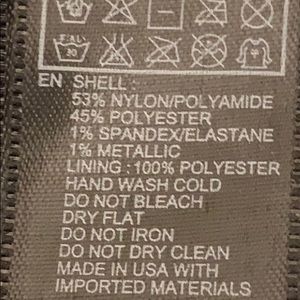 EN SHELL:
53% NYLON/POLYAMIDE
45% POLYESTER
1% SPANDEX/ELASTANE
1% METALLIC
LINING : 100% POLYESTER
HAND WASH COLD
DO NOT BLEACH
DRY FLAT
DO NOT IRON
DO NOT DRY CLEAN
MADE IN USA WITH
IMPORTED MATERIALS